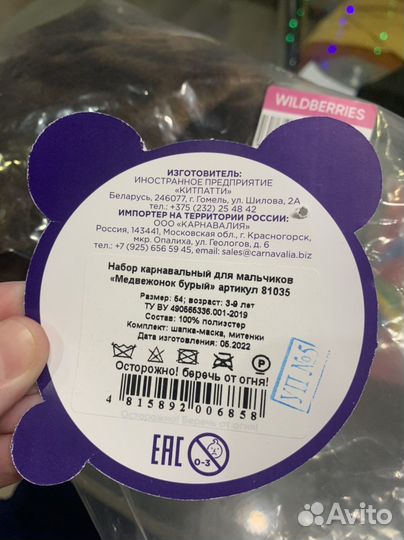 WILDBERRIES
ИЗГОТОВИТЕЛЬ:
ИНОСТРАННОЕ ПРЕДПРИЯТИЕ
"КИТПАТТИ"
Беларусь, 246077, г. Гомель, ул. Шилова, 2А
тел.: +375 (232) 25 48 42
ИМПОРТЕР НА ТЕРРИТОРИИ РОССИИ:
ООО «КАРНАВАЛИЯ»
Россия, 143441, Московская обл., г. Красногорск,
мкр. Опалиха, ул. Геологов, д. 6
тел.: +7 (925) 656 59 45, email: sales@carnavalia.biz
Набор карнавальный для мальчиков
«Медвежонок бурый» артикул 81035
Размер: 54; возраст: 3-9 лет
ТУ BY 490565336.001-2019
Состав: 100% полиэстер
Комплект: шапка-маска, митенки
Дата изготовления: 05.2022
P
Осторожно! беречь от огня!
4 815892 006858
Осторожно! Беречь от огня!
УП №5
ЕАС
0-3
Avito